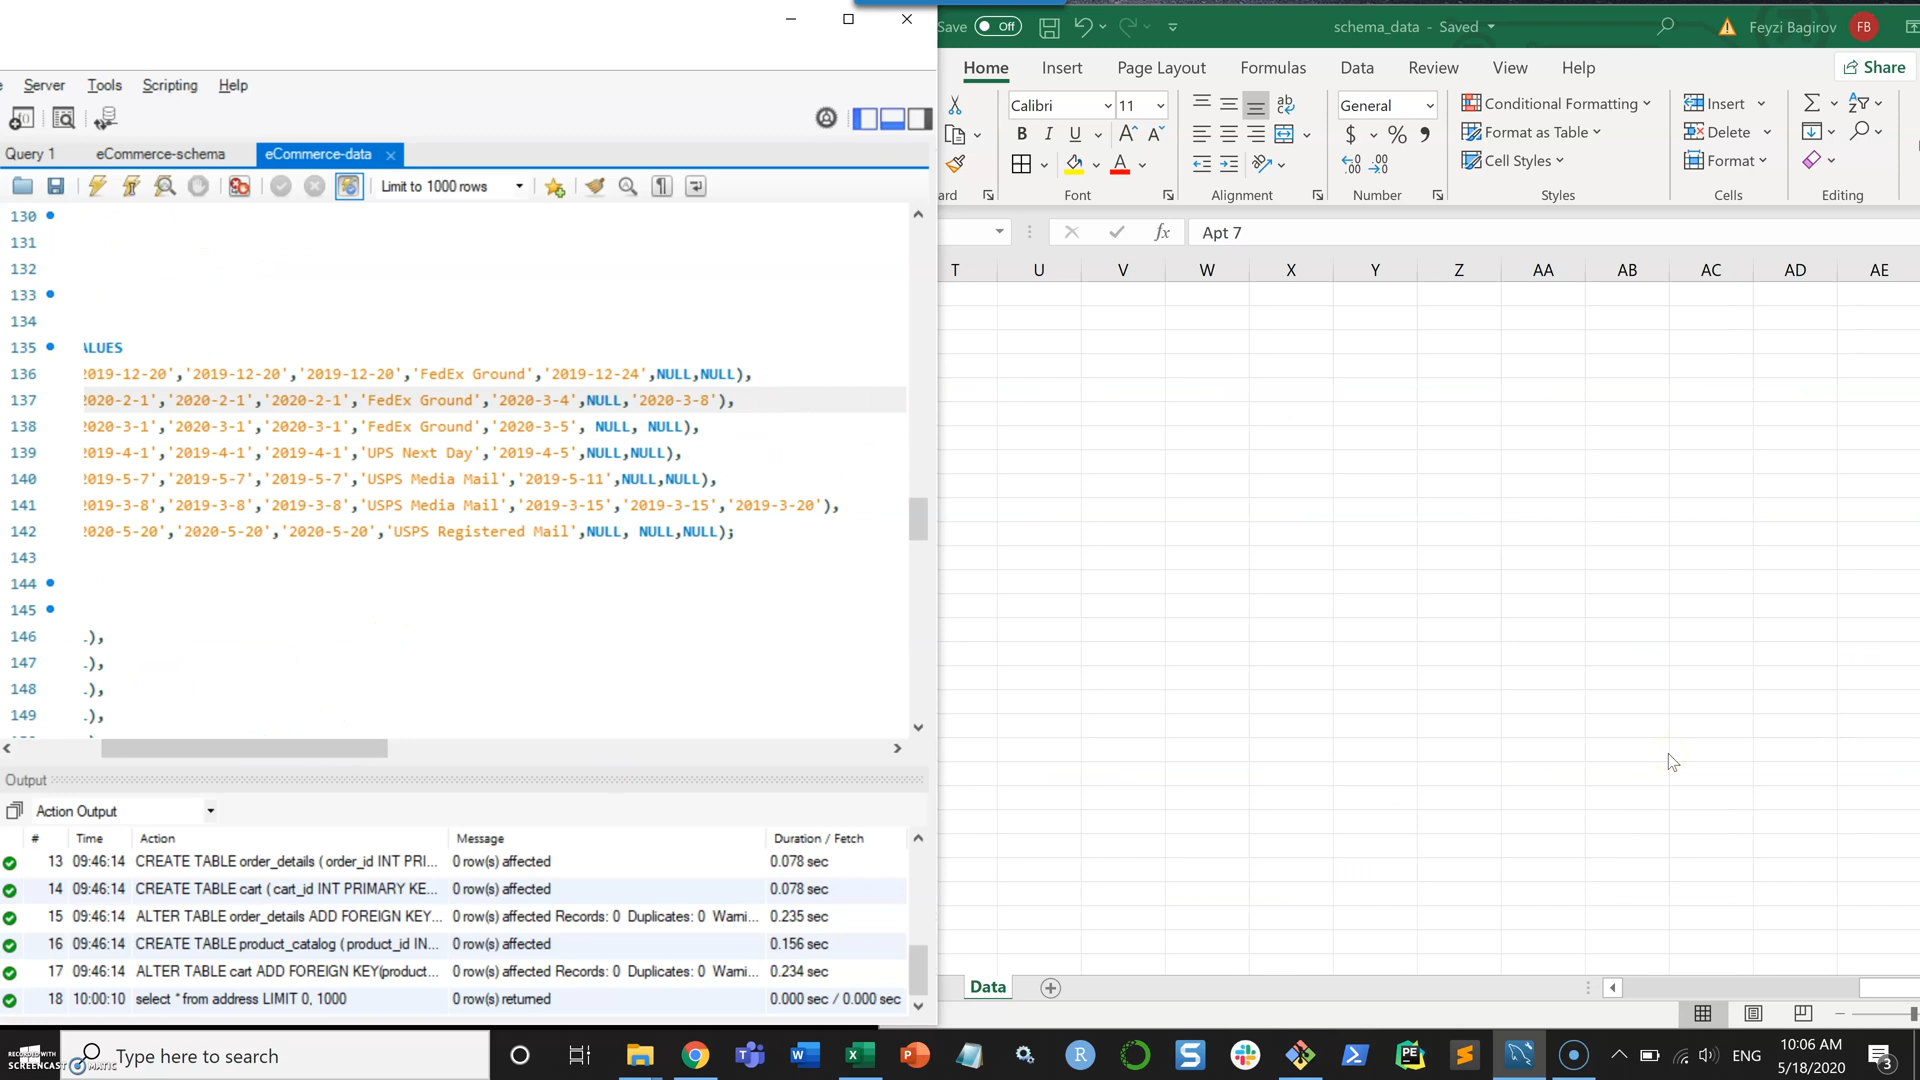 Save Off schema_data - Saved Feyzi Bagirov FB
Server Tools Scripting Help
Home Insert Page Layout Formulas Data Review View Help Share
Calibri 11 General Conditional Formatting Insert
Format as Table Delete
Cell Styles Format
Query 1 eCommerce-schema eCommerce-data
Limit to 1000 rows
ard Font Alignment Number Styles Cells Editing
Apt 7
T U V W X Y Z AA AB AC AD AE
130
131
132
133
134
135 ALUES
136 2019-12-20','2019-12-20','2019-12-20','FedEx Ground','2019-12-24',NULL,NULL),
137 2020-2-1','2020-2-1','2020-2-1','FedEx Ground','2020-3-4',NULL,'2020-3-8'),
138 2020-3-1','2020-3-1','2020-3-1','FedEx Ground','2020-3-5', NULL, NULL),
139 2019-4-1','2019-4-1','2019-4-1','UPS Next Day','2019-4-5',NULL,NULL),
140 2019-5-7','2019-5-7','2019-5-7','USPS Media Mail','2019-5-11',NULL,NULL),
141 2019-3-8','2019-3-8','2019-3-8','USPS Media Mail','2019-3-15','2019-3-15','2019-3-20'),
142 2020-5-20','2020-5-20','2020-5-20','USPS Registered Mail',NULL, NULL,NULL);
143
144
145
146 ),
147 ),
148 ),
149 ),
Output
Action Output
# Time Action Message Duration / Fetch
13 09:46:14 CREATE TABLE order_details ( order_id INT PRI... 0 row(s) affected 0.078 sec
14 09:46:14 CREATE TABLE cart ( cart_id INT PRIMARY KE... 0 row(s) affected 0.078 sec
15 09:46:14 ALTER TABLE order_details ADD FOREIGN KEY... 0 row(s) affected Records: 0 Duplicates: 0 Warni... 0.235 sec
16 09:46:14 CREATE TABLE product_catalog ( product_id IN... 0 row(s) affected 0.156 sec
17 09:46:14 ALTER TABLE cart ADD FOREIGN KEY(product... 0 row(s) affected Records: 0 Duplicates: 0 Warni... 0.234 sec
18 10:00:10 select * from address LIMIT 0, 1000 0 row(s) returned 0.000 sec / 0.000 sec
Data
RECORDED WITH
SCREENCAST MATIC
Type here to search
ENG
10:06 AM
5/18/2020
3